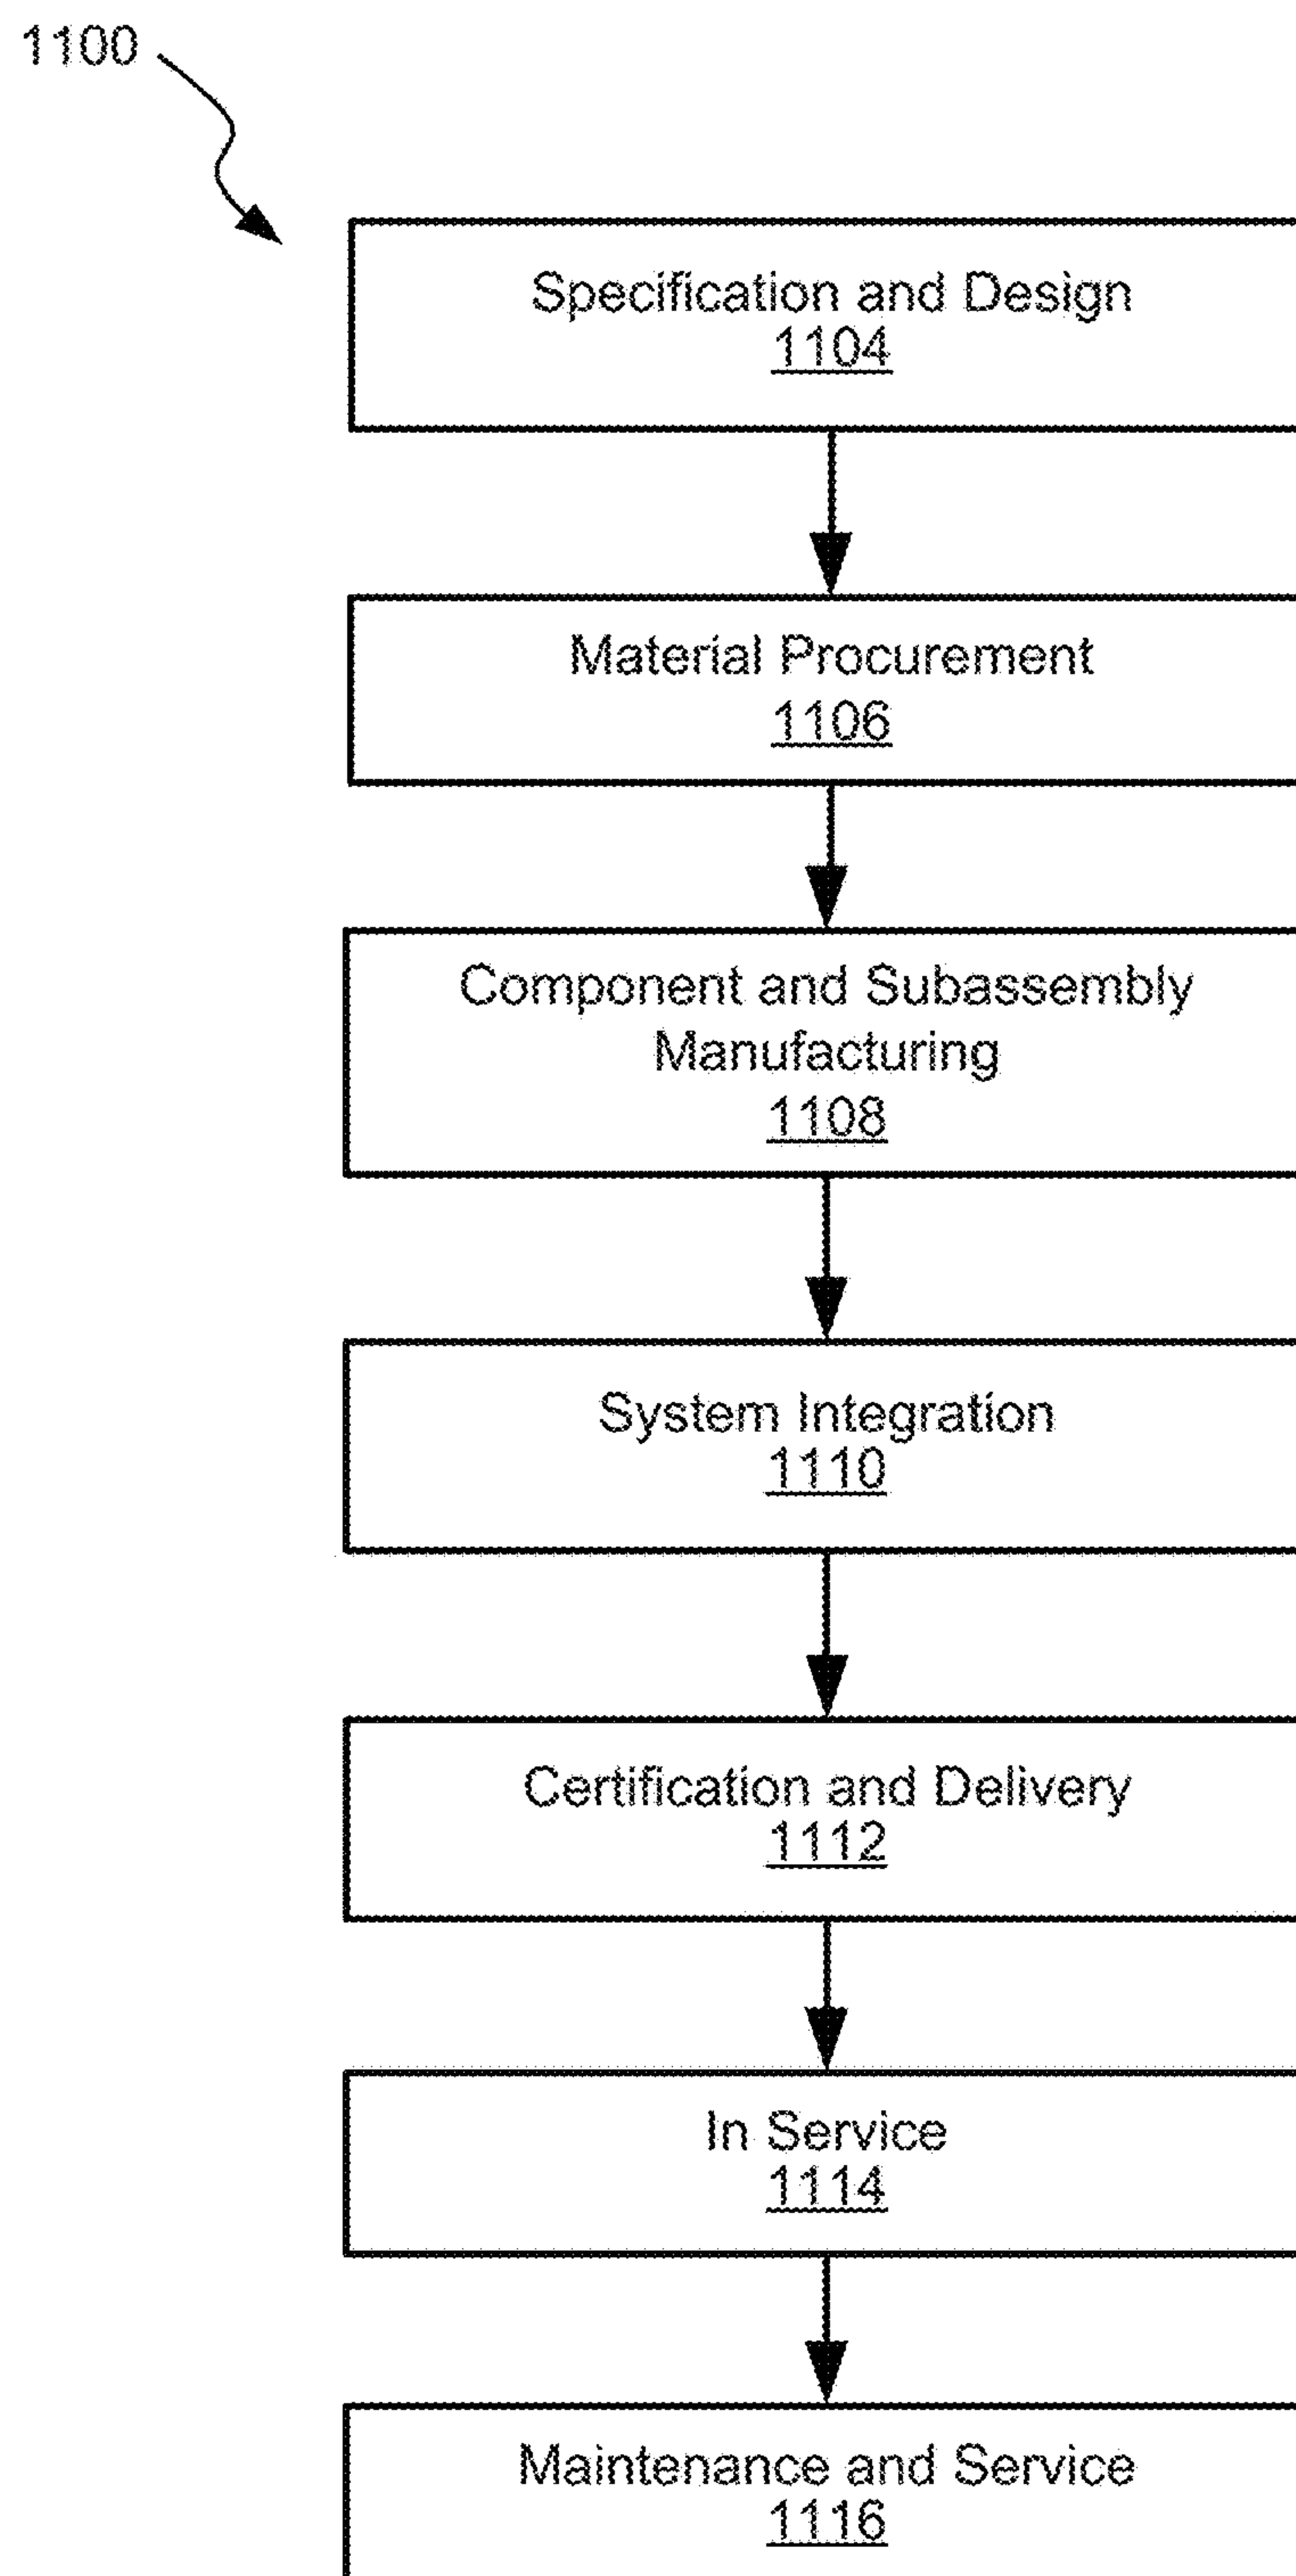 1100
Specification and Design
1104
Material Procurement
1106
Component and Subassembly
Manufacturing
1108
System Integration
1110
Certification and Delivery
1112
In Service
1114
Maintenance and Service
1116